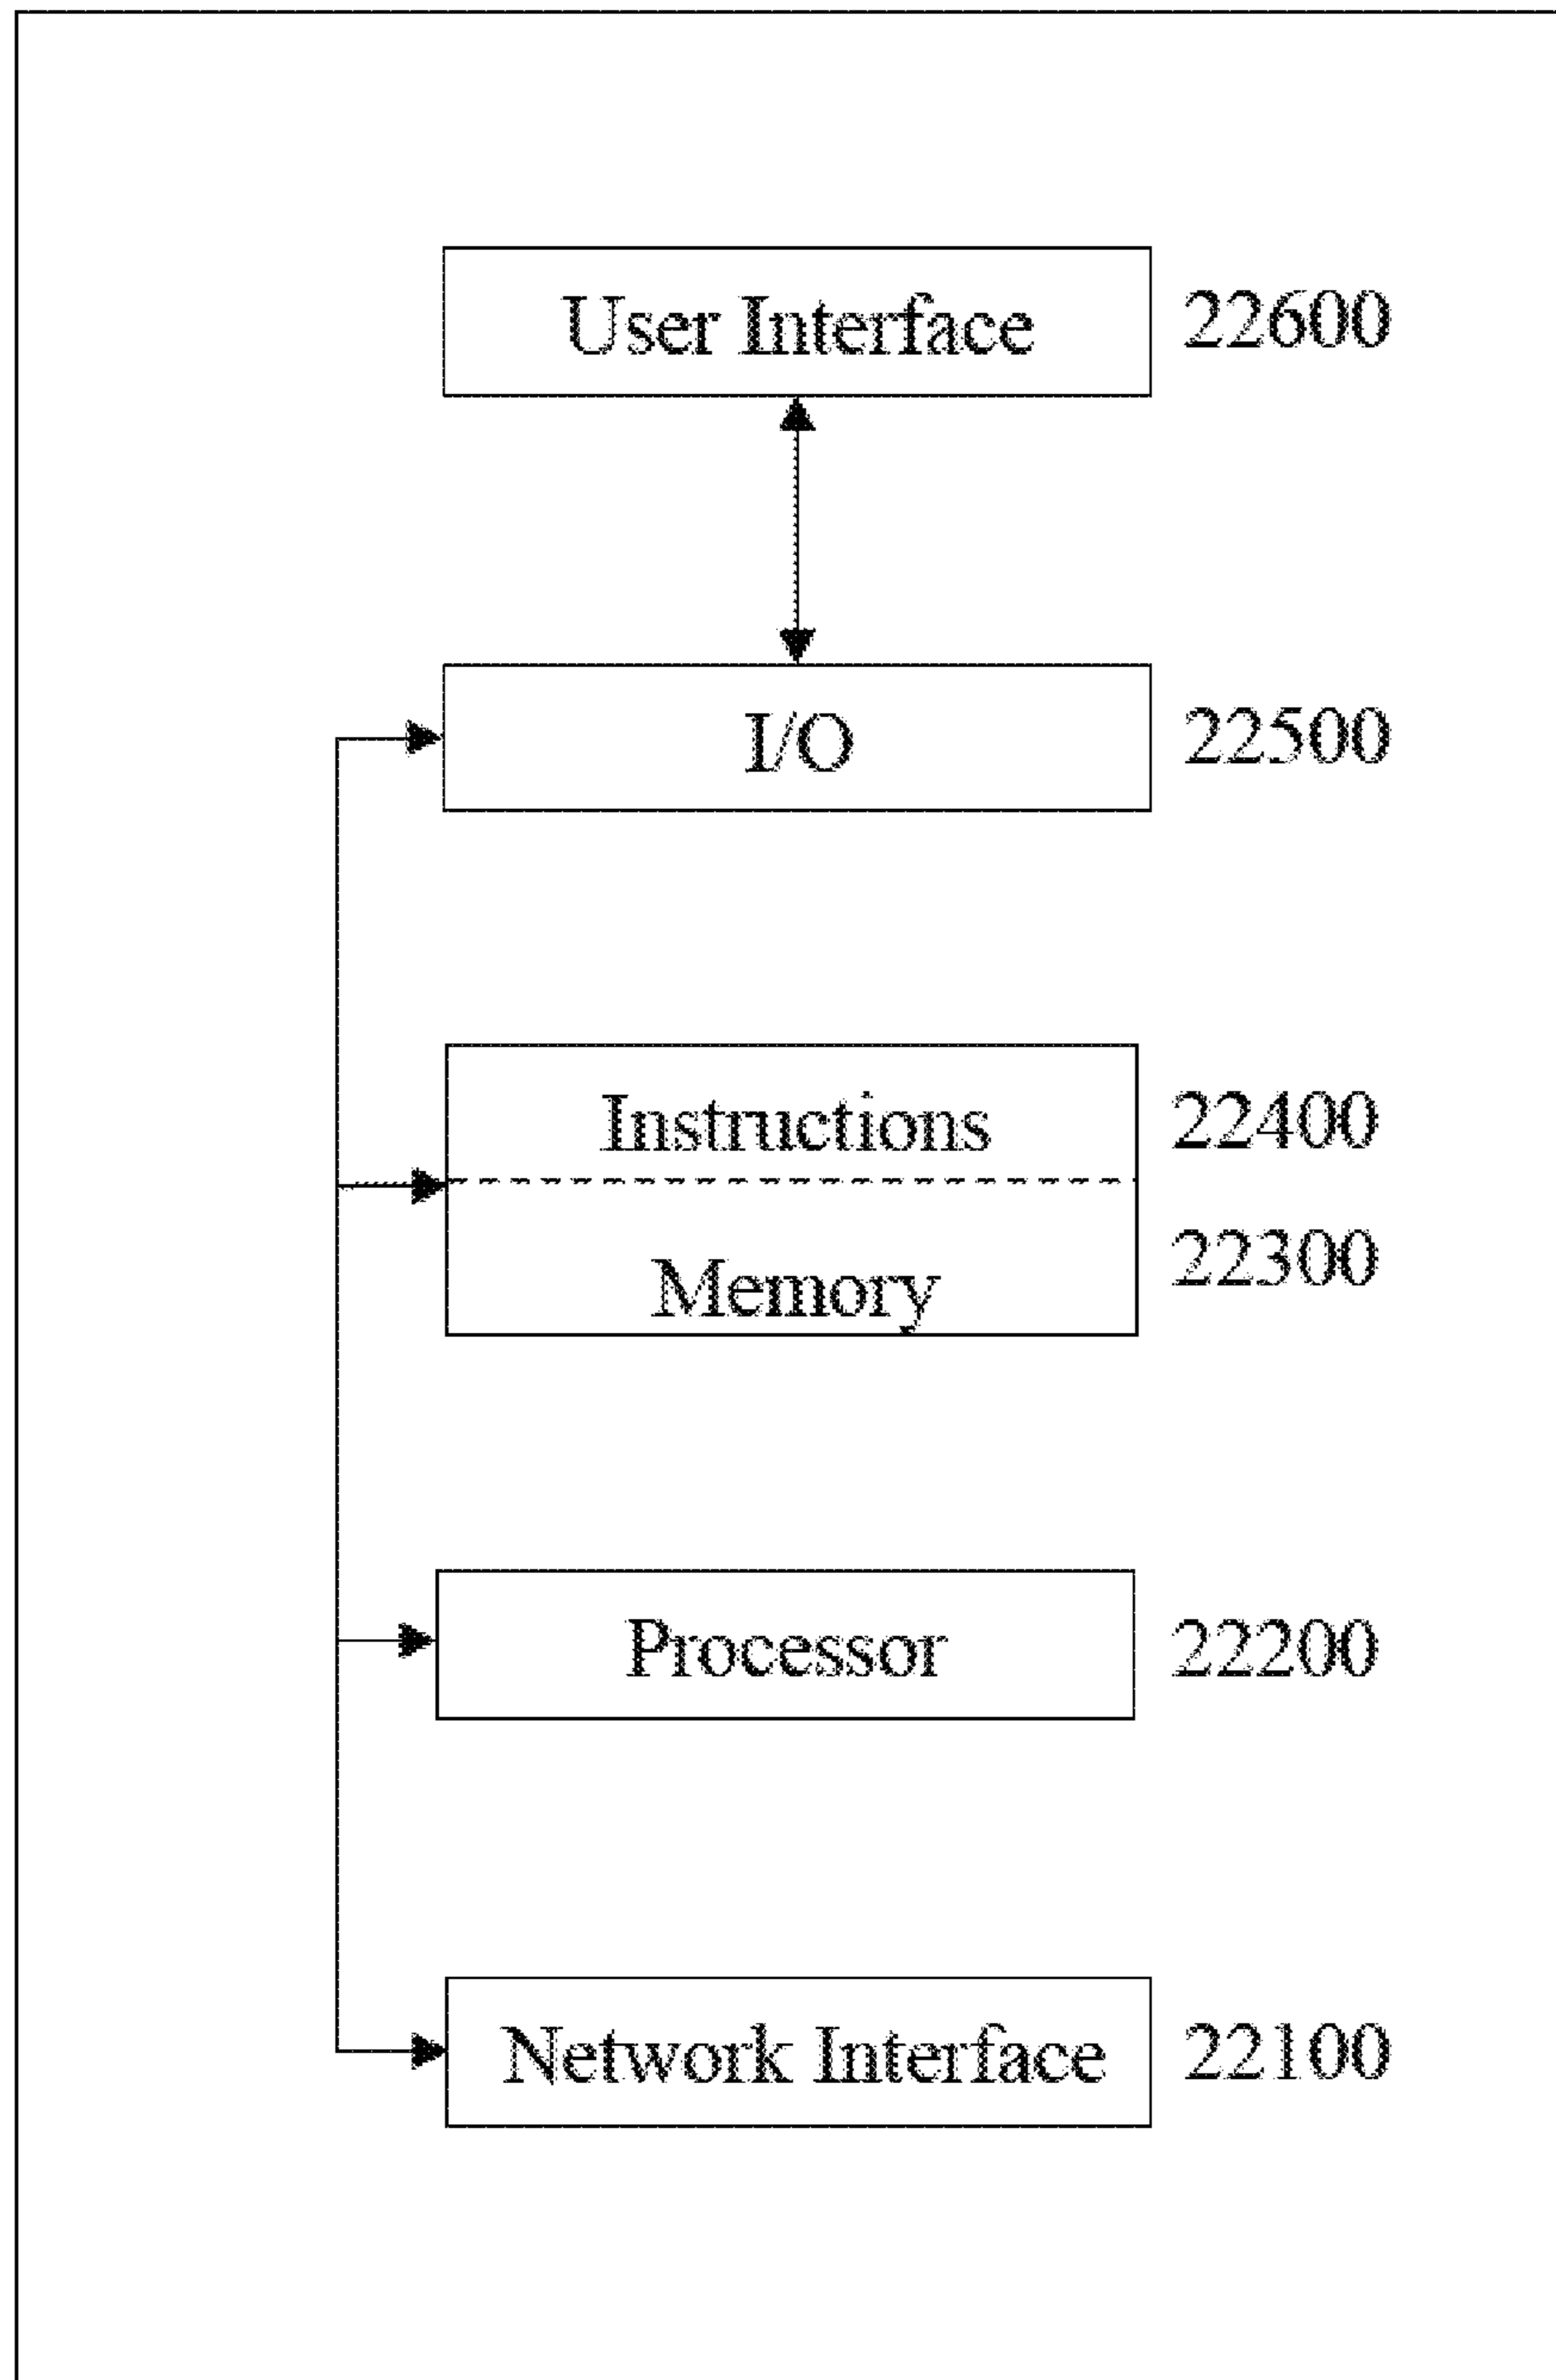 User Interface 22600
I/O 22500
Instructions 22400
Memory 22300
Processor 22200
Network Interface 22100